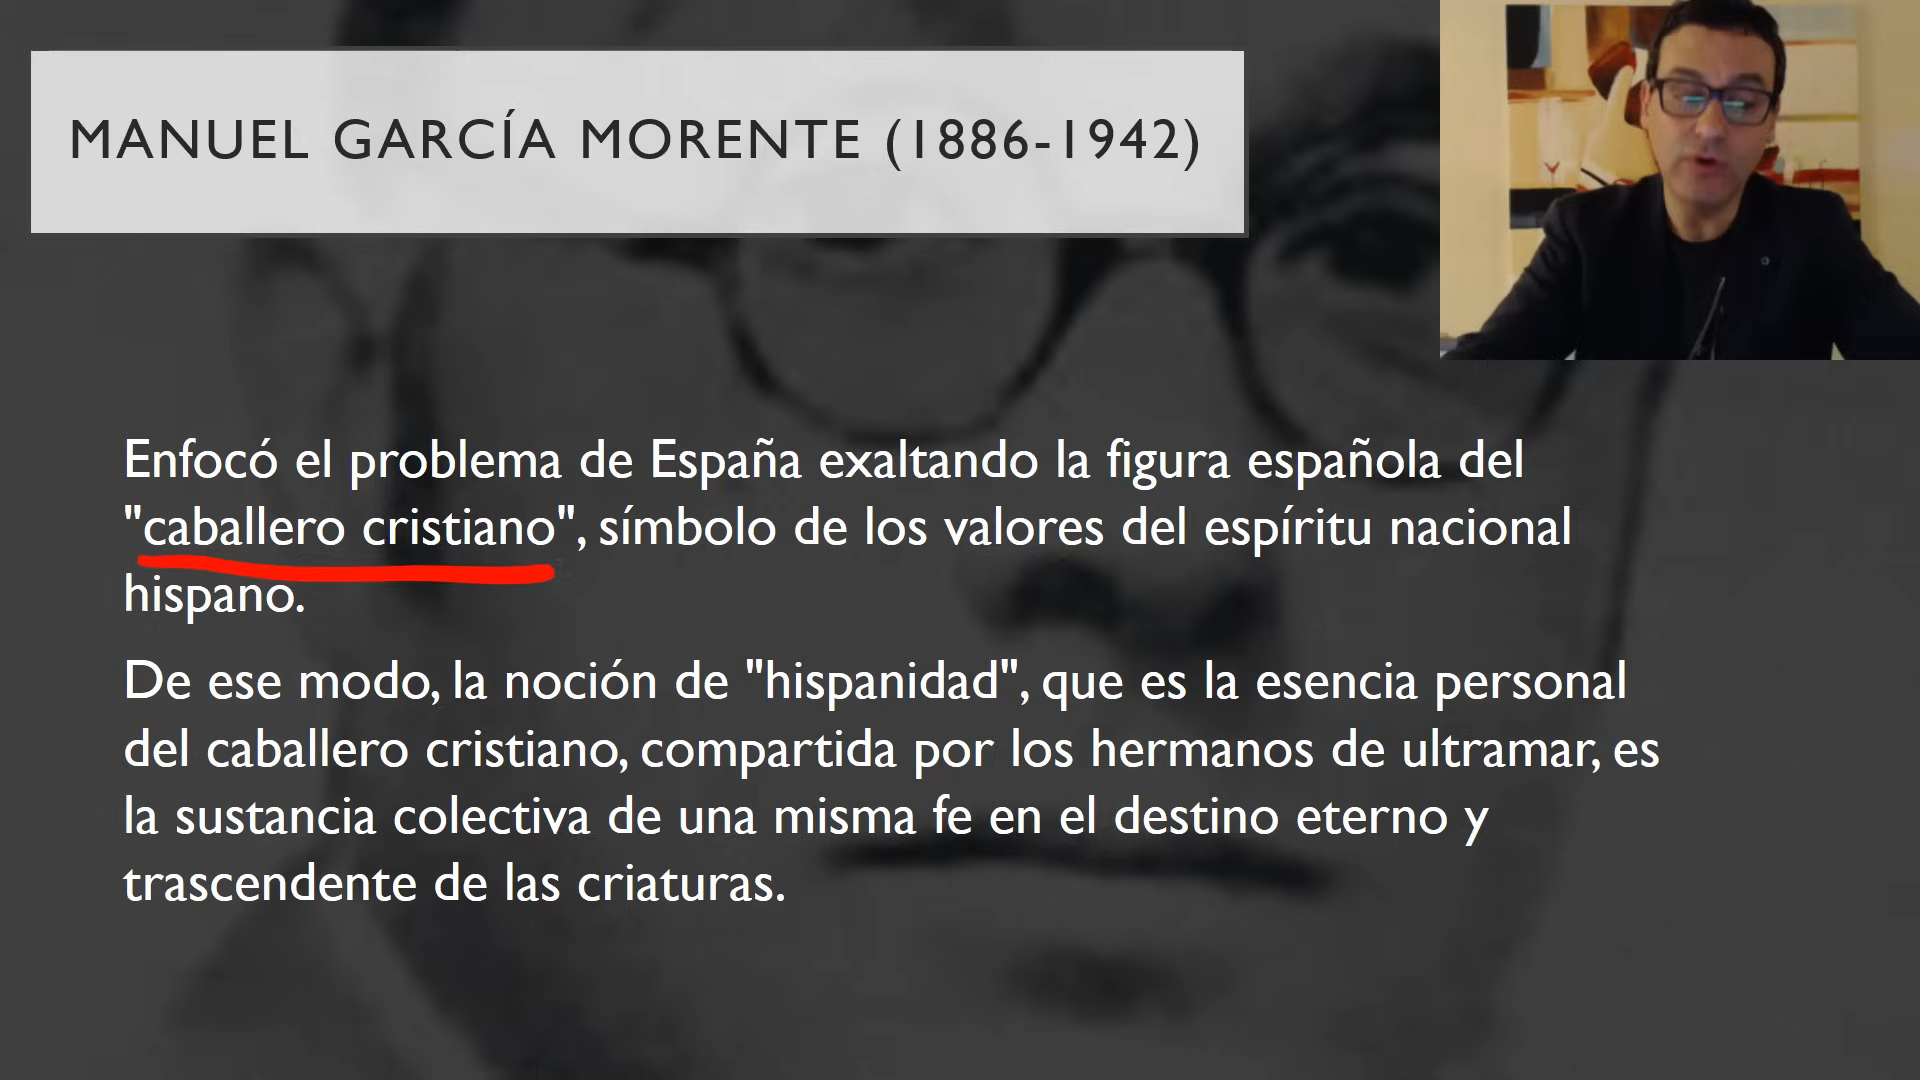 MANUEL GARCÍA MORENTE (1886-1942)
Enfocó el problema de España exaltando la figura española del
"caballero cristiano", símbolo de los valores del espíritu nacional
hispano.
De ese modo, la noción de "hispanidad", que es la esencia personal
del caballero cristiano, compartida por los hermanos de ultramar, es
la sustancia colectiva de una misma fe en el destino eterno y
trascendente de las criaturas.